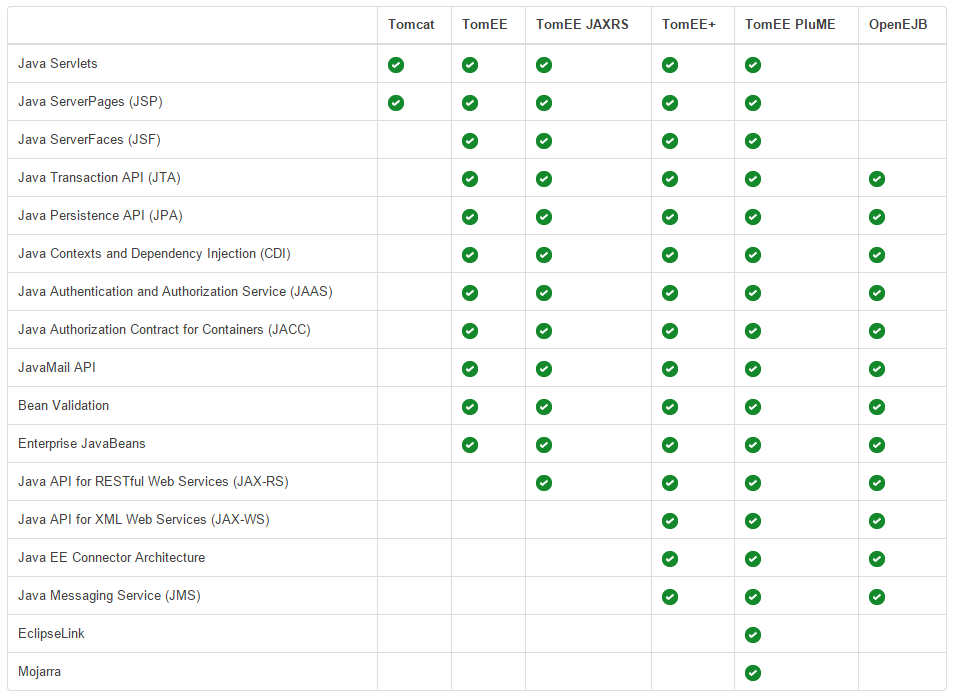 Tomcat TomEE TomEE JAXRS TomEE+ TomEE PluME OpenEJB
Java Servlets
Java ServerPages (JSP)
Java ServerFaces (JSF)
Java Transaction API (JTA)
Java Persistence API (JPA)
Java Contexts and Dependency Injection (CDI)
Java Authentication and Authorization Service (JAAS)
Java Authorization Contract for Containers (JACC)
JavaMail API
Bean Validation
Enterprise JavaBeans
Java API for RESTful Web Services (JAX-RS)
Java API for XML Web Services (JAX-WS)
Java EE Connector Architecture
Java Messaging Service (JMS)
EclipseLink
Mojarra